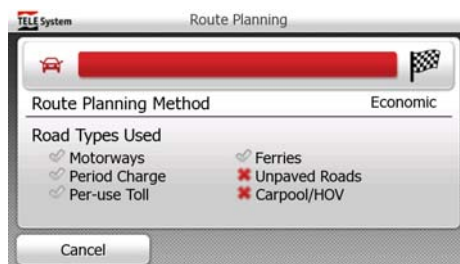 TELE System Route Planning
Route Planning Method Economic
Road Types Used
Motorways Ferries
Period Charge Unpaved Roads
Per-use Toll Carpool/HOV
Cancel